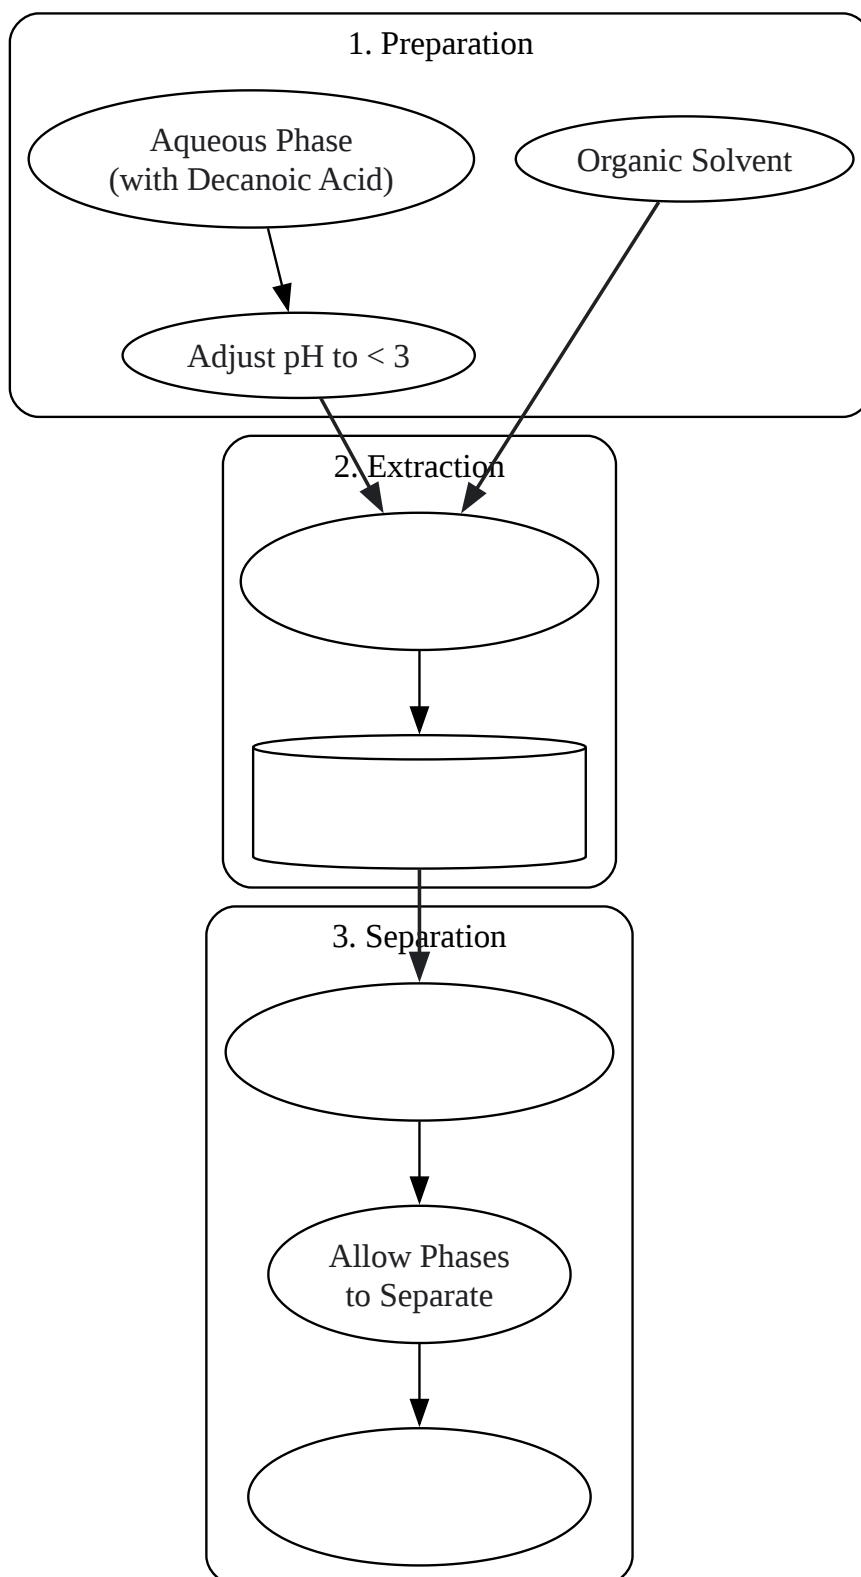 1. Preparation
Aqueous Phase
(with Decanoic Acid)
Organic Solvent
Adjust pH to < 3
2. Extraction
3. Separation
Allow Phases
to Separate